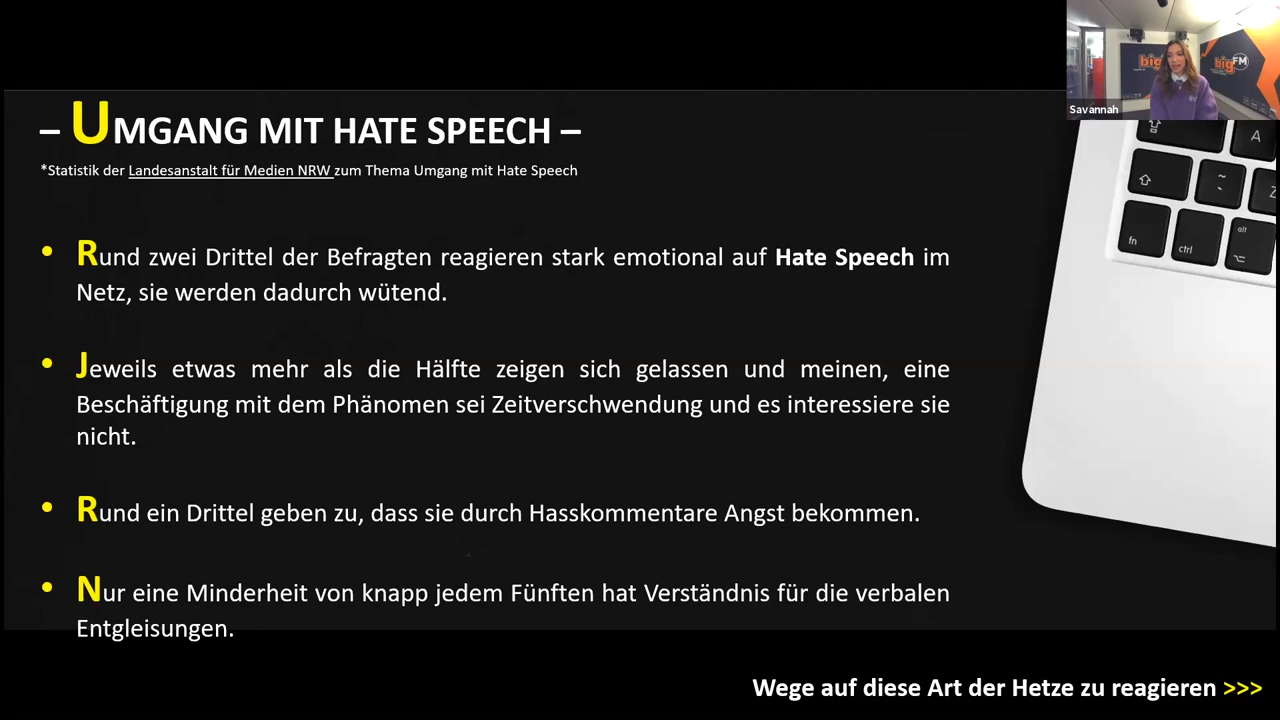 – UMGANG MIT HATE SPEECH –
*Statistik der Landesanstalt für Medien NRW zum Thema Umgang mit Hate Speech
• Rund zwei Drittel der Befragten reagieren stark emotional auf Hate Speech im
Netz, sie werden dadurch wütend.
• Jeweils etwas mehr als die Hälfte zeigen sich gelassen und meinen, eine
Beschäftigung mit dem Phänomen sei Zeitverschwendung und es interessiere sie
nicht.
• Rund ein Drittel geben zu, dass sie durch Hasskommentare Angst bekommen.
• Nur eine Minderheit von knapp jedem Fünften hat Verständnis für die verbalen
Entgleisungen.
Wege auf diese Art der Hetze zu reagieren >>>
big
bigFM
Savannah
A
~
Z
fn
ctrl
alt